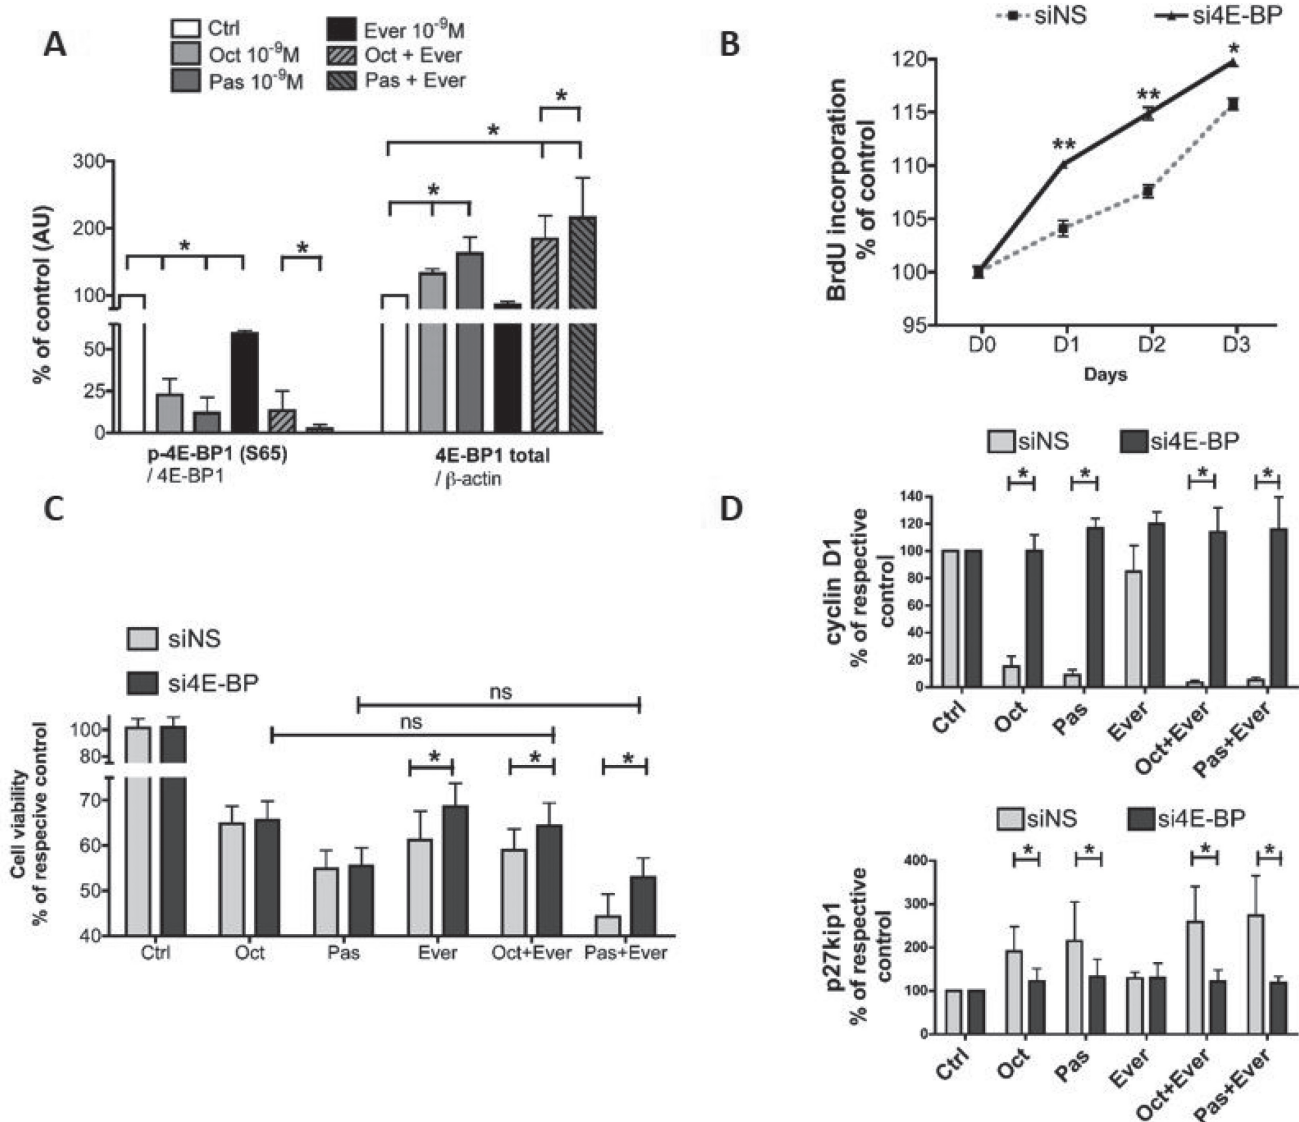 A
Ctrl
Oct 10⁻⁹M
Pas 10⁻⁹M
Ever 10⁻⁹M
Oct + Ever
Pas + Ever
% of control (AU)
300
200
100
50
25
0
*
*
*
*
*
p-4E-BP1 (S65)
/ 4E-BP1
4E-BP1 total
/ β-actin
B
siNS
si4E-BP
BrdU incorporation
% of control
120
115
110
105
100
95
**
**
*
D0
D1
D2
D3
Days
C
siNS
si4E-BP
Cell viability
% of respecive control
100
80
70
60
50
40
ns
ns
*
*
*
Ctrl
Oct
Pas
Ever
Oct+Ever
Pas+Ever
D
siNS
si4E-BP
cyclin D1
% of respective
control
140
120
100
80
60
40
20
0
*
*
*
*
Ctrl
Oct
Pas
Ever
Oct+Ever
Pas+Ever
siNS
si4E-BP
p27kip1
% of respective
control
400
300
200
100
0
*
*
*
*
Ctrl
Oct
Pas
Ever
Oct+Ever
Pas+Ever